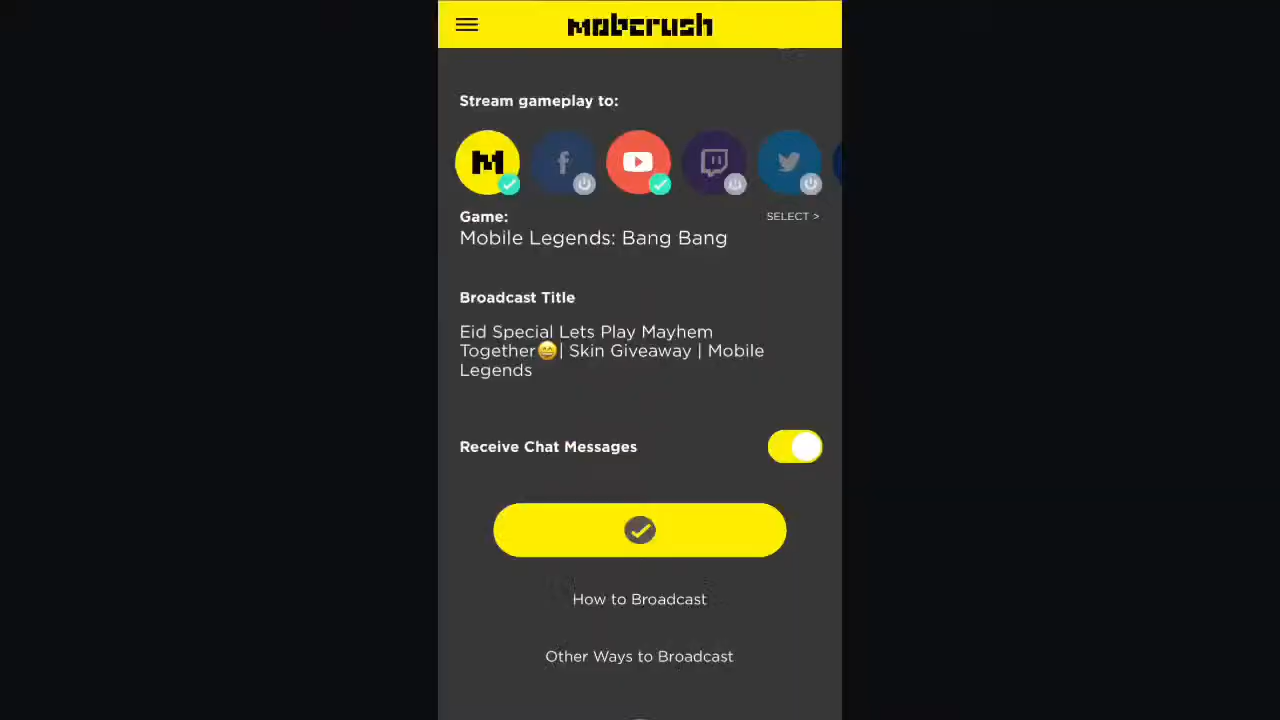 mobcrush
Stream gameplay to:
Game:
SELECT >
Mobile Legends: Bang Bang
Broadcast Title
Eid Special Lets Play Mayhem
Together😄| Skin Giveaway | Mobile
Legends
Receive Chat Messages
How to Broadcast
Other Ways to Broadcast